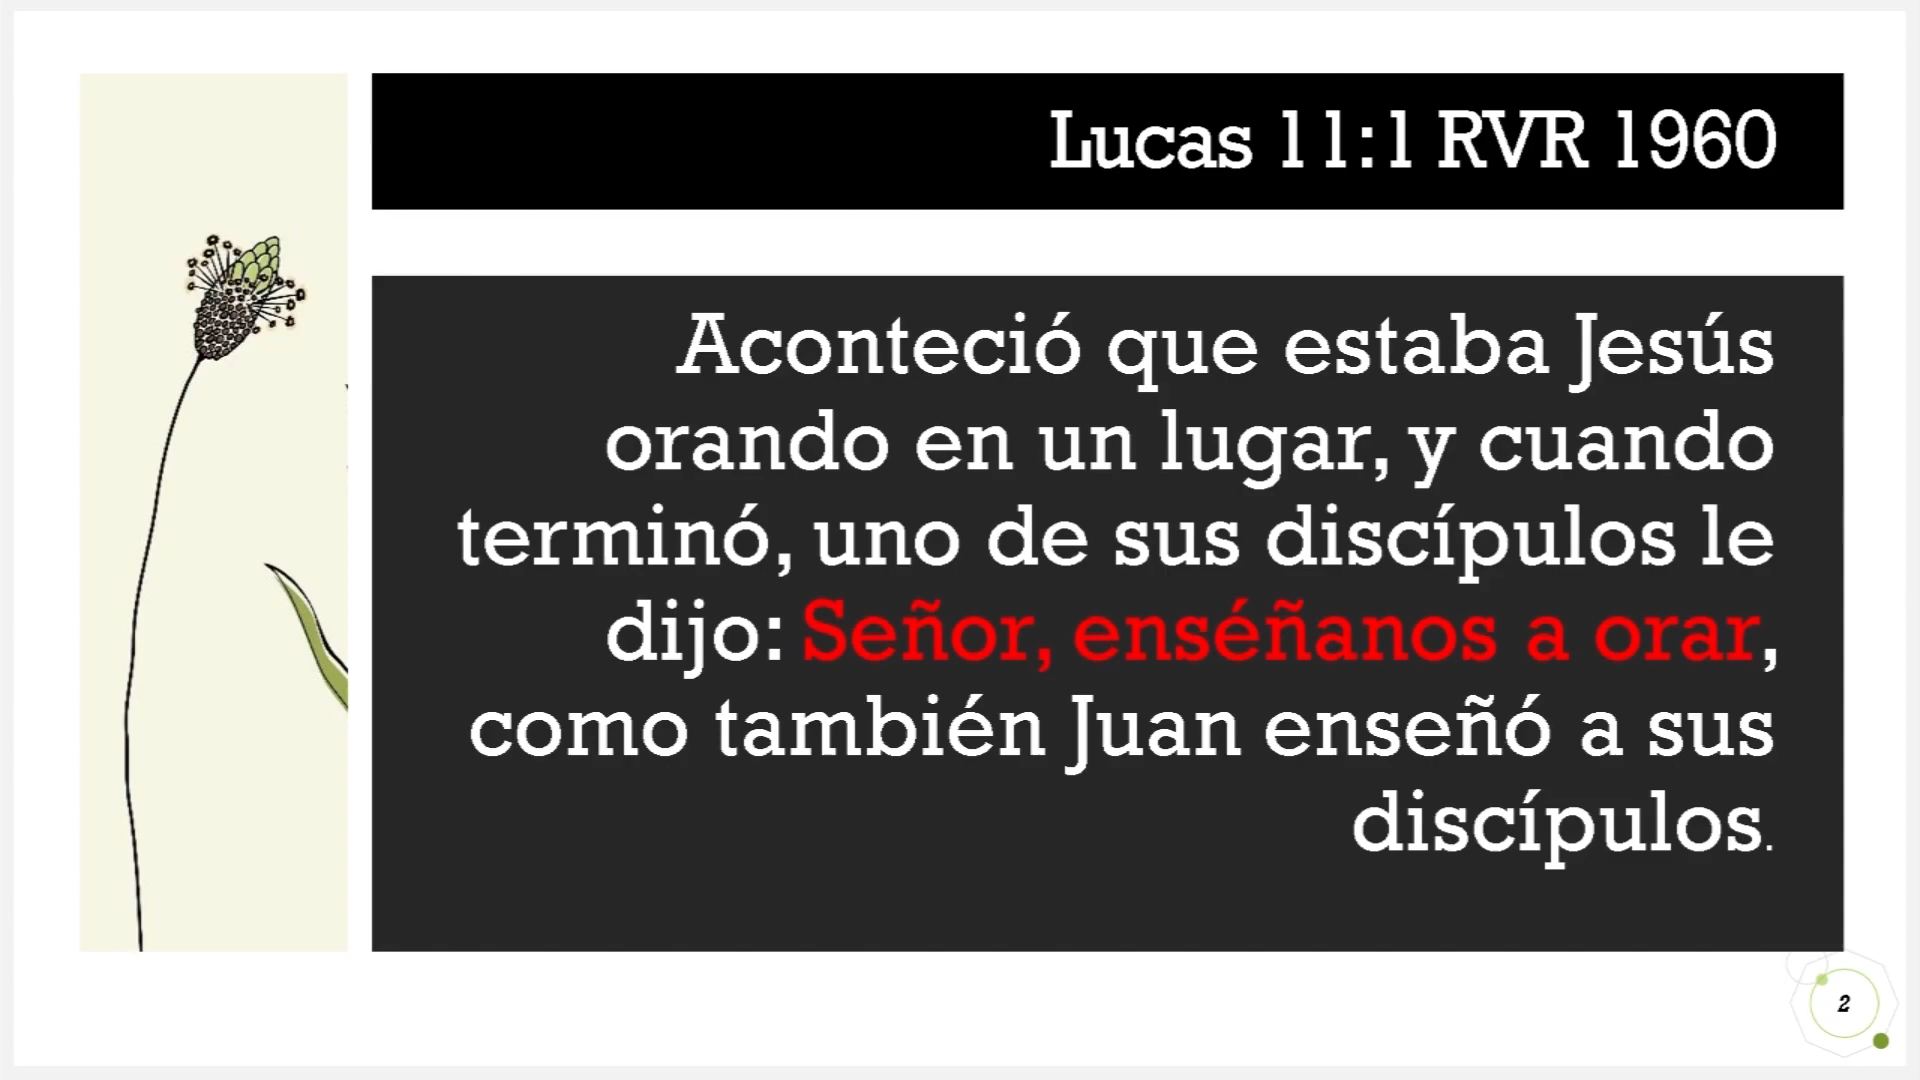 Lucas 11:1 RVR 1960
Aconteció que estaba Jesús
orando en un lugar, y cuando
terminó, uno de sus discípulos le
dijo: Señor, enséñanos a orar,
como también Juan enseñó a sus
discípulos.
2